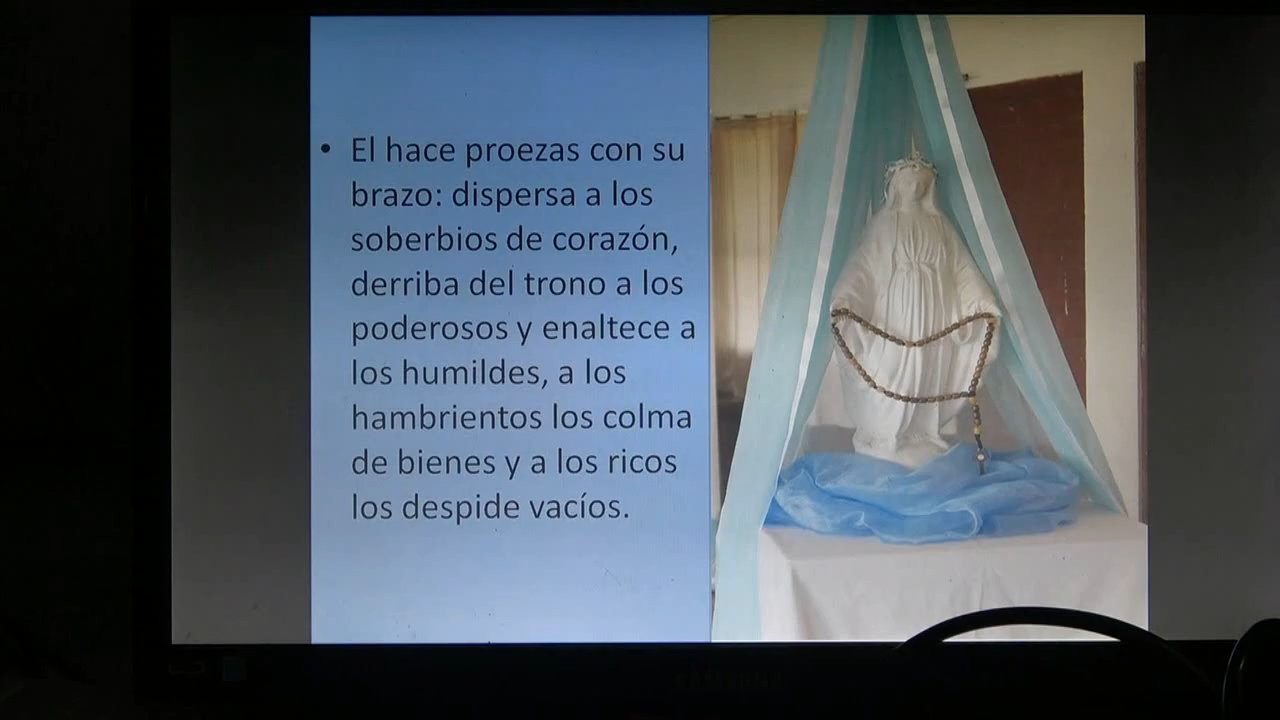 • El hace proezas con su
brazo: dispersa a los
soberbios de corazón,
derriba del trono a los
poderosos y enaltece a
los humildes, a los
hambrientos los colma
de bienes y a los ricos
los despide vacíos.